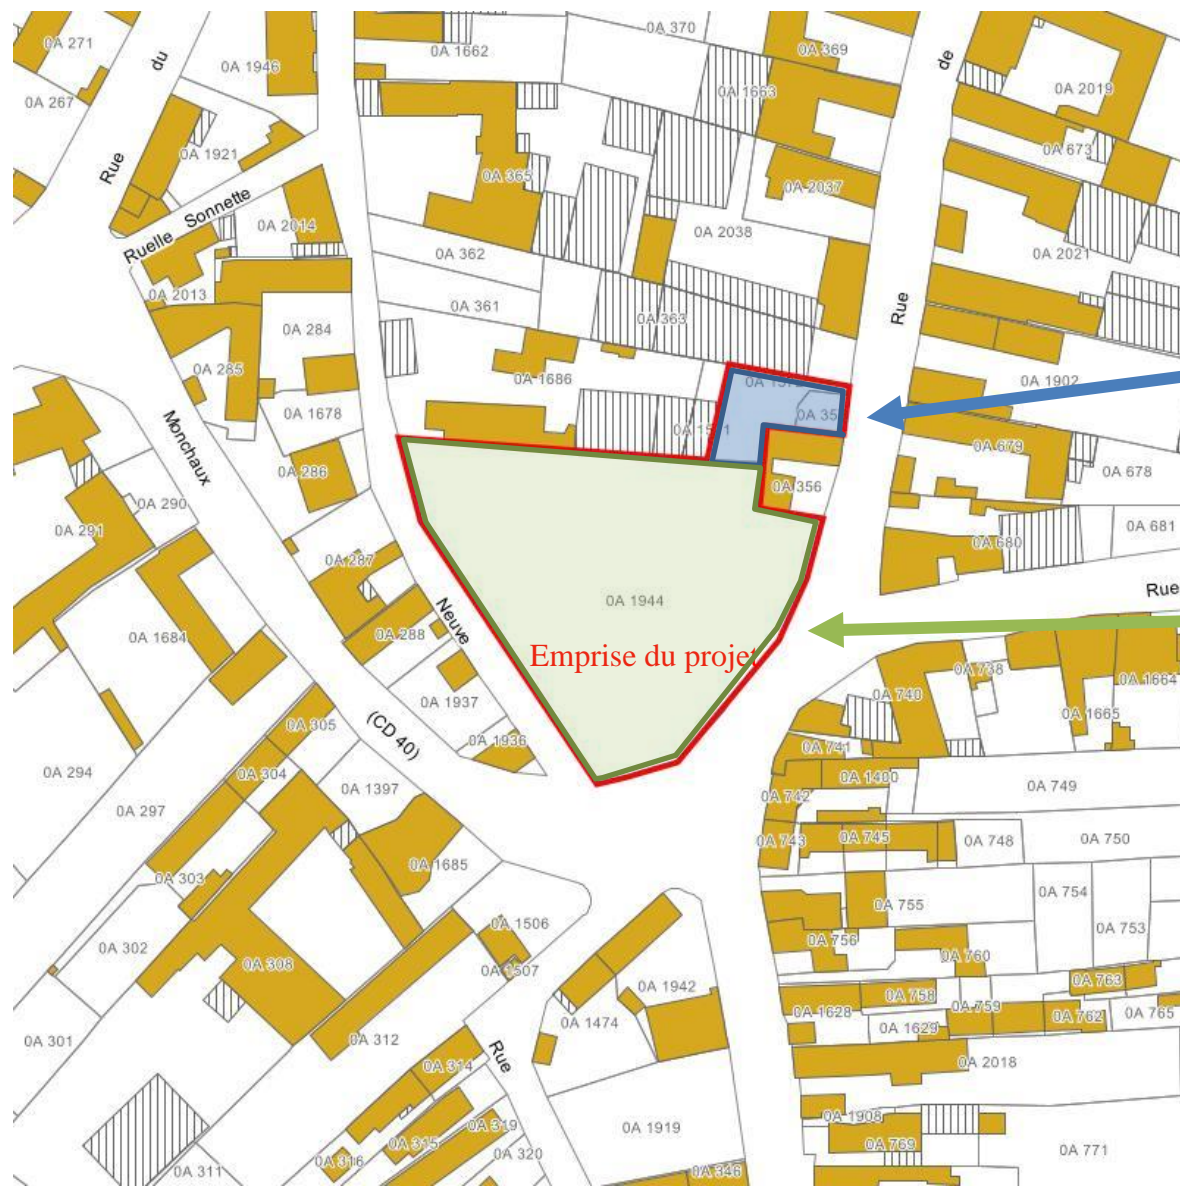 0A 271
du
0A 1946
0A 1662
0A 370
0A 369
de
0A 2019
0A 267
0A 1663
0A 1921
0A 673
Rue
0A 365
0A 2037
Ruelle Sonnette
0A 2014
0A 2038
0A 362
0A 2021
0A 2013
0A 361
0A 363
Rue
0A 284
0A 285
0A 1686
0A 1902
0A 1678
0A 35
Monchaux
0A 679
0A 286
0A 356
0A 678
0A 290
0A 291
0A 681
0A 680
0A 287
Rue
0A 1944
Neuve
0A 288
0A 1684
Emprise du projet
0A 738
0A 1664
0A 740
0A 1937
0A 1665
(CD 40)
0A 305
0A 1936
0A 741
0A 294
0A 304
0A 1400
0A 1397
0A 749
0A 742
0A 297
0A 743
0A 745
0A 748
0A 750
0A 1685
0A 303
0A 754
0A 755
0A 1506
0A 753
0A 302
0A 756
0A 760
0A 308
0A 1507
0A 763
0A 1942
0A 758
0A 759
0A 1628
0A 765
0A 1474
0A 762
0A 1629
0A 301
0A 312
Rue
0A 314
0A 2018
0A 1908
0A 319
0A 1919
0A 315
0A 769
0A 771
0A 320
0A 316
0A 311
0A 346